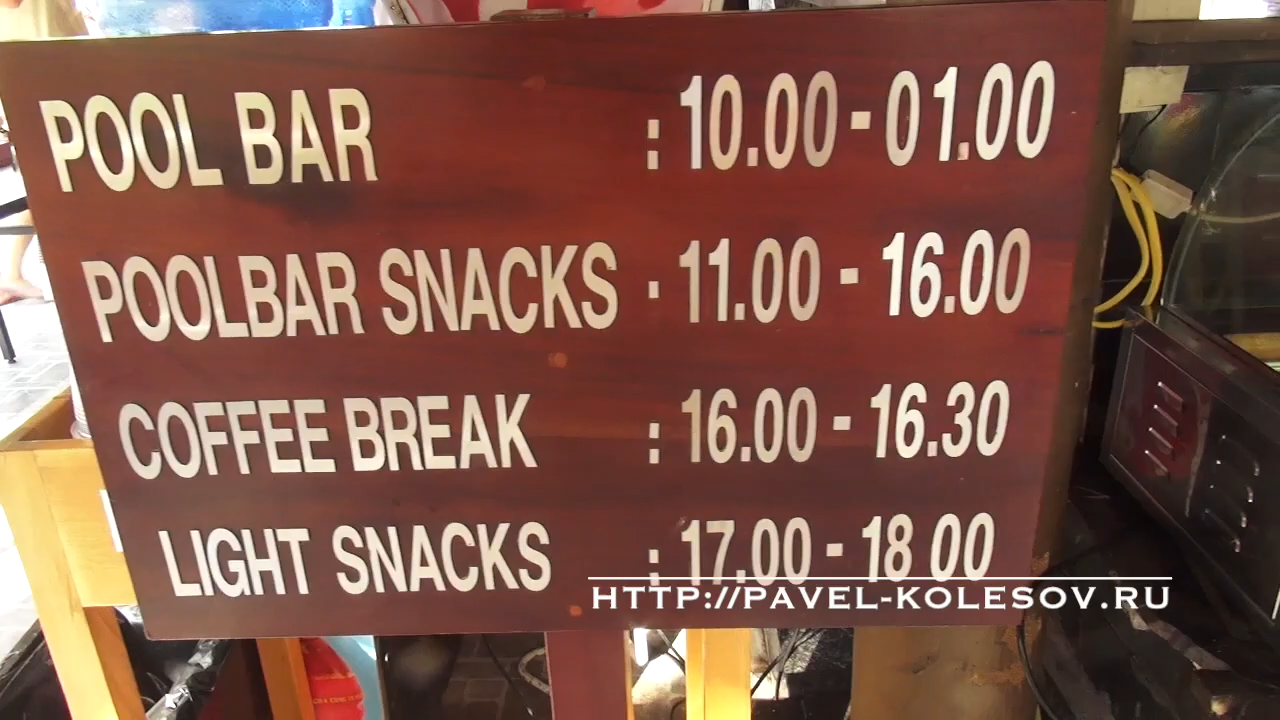 POOL BAR : 10.00 - 01.00
POOLBAR SNACKS · 11.00 - 16.00
COFFEE BREAK : 16.00 - 16.30
LIGHT SNACKS : 17.00 - 18 00
HTTP://PAVEL-KOLESOV.RU